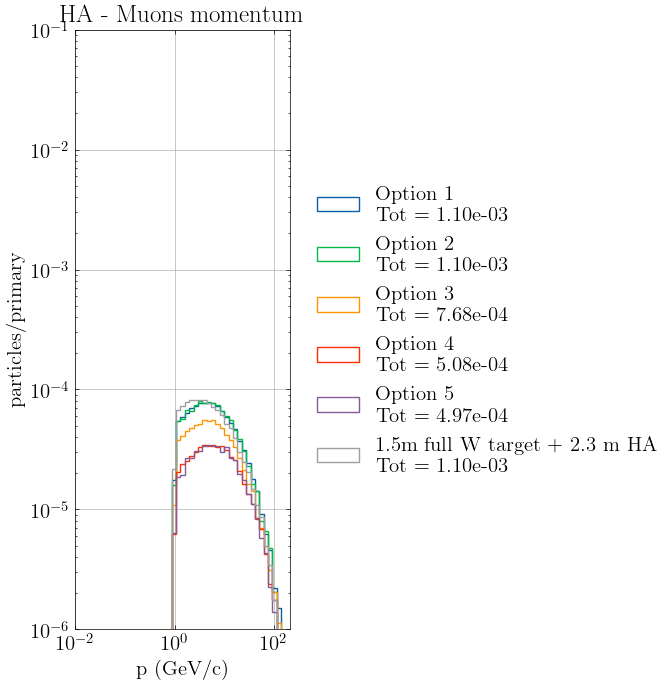 HA - Muons momentum
10^-1
10^-2
10^-3
10^-4
10^-5
10^-6
particles/primary
10^-2
10^0
10^2
p (GeV/c)
Option 1
Tot = 1.10e-03
Option 2
Tot = 1.10e-03
Option 3
Tot = 7.68e-04
Option 4
Tot = 5.08e-04
Option 5
Tot = 4.97e-04
1.5m full W target + 2.3 m HA
Tot = 1.10e-03